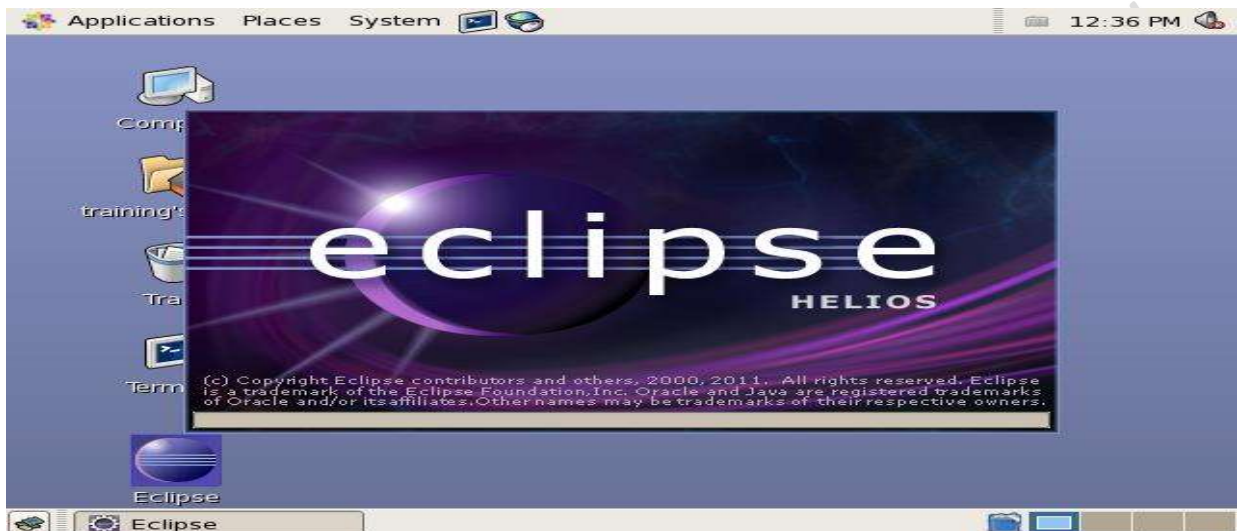 Applications Places System 12:36 PM
Comp
training's
Tra
Term
eclipse
HELIOS
(c) Copyright Eclipse contributors and others, 2000, 2011. All rights reserved. Eclipse
is a trademark of the Eclipse Foundation,Inc. Oracle and Java are registered trademarks
of Oracle and/or itsaffiliates.Other names may be trademarks of their respective owners.
Eclipse
Eclipse